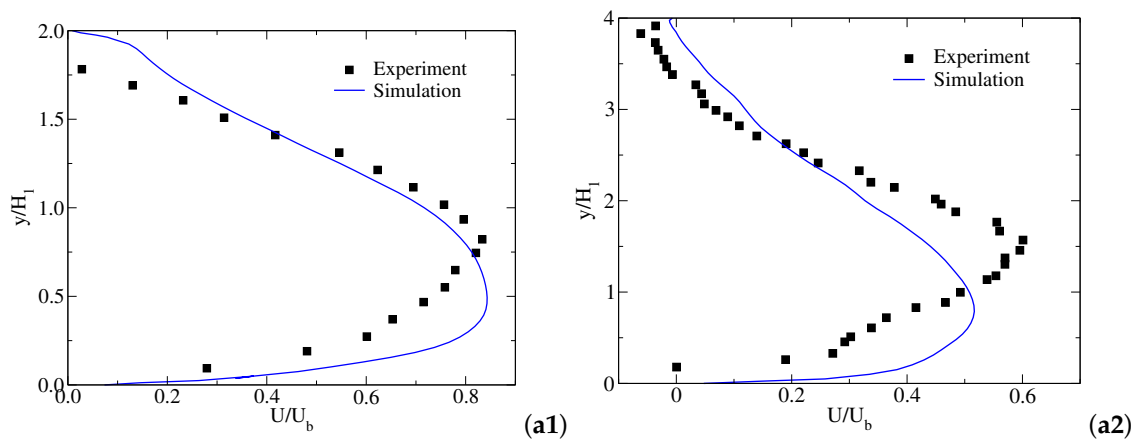 2.0
1.5
1.0
0.5
0.0
y/H1
Experiment
Simulation
0.0 0.2 0.4 0.6 0.8
U/Ub
(a1)
4
3
2
1
0
y/H1
Experiment
Simulation
0 0.2 0.4 0.6
U/Ub
(a2)